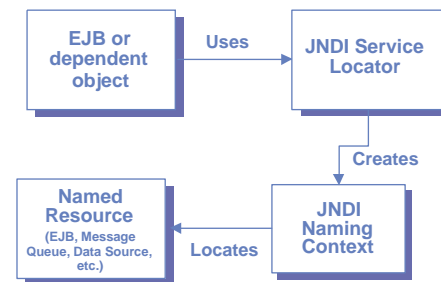 EJB or
dependent
object
Uses
JNDI Service
Locator
Creates
Named
Resource
(EJB, Message
Queue, Data Source,
etc.)
Locates
JNDI
Naming
Context